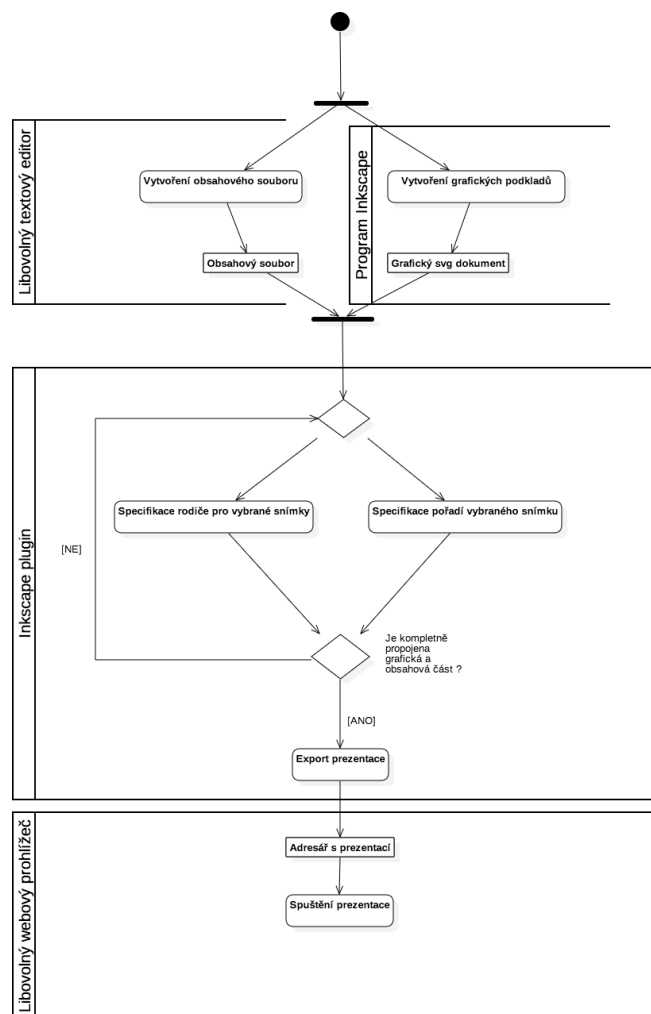 Libovolný textový editor
Program Inkscape
Vytvoření obsahového souboru
Vytvoření grafických podkladů
Obsahový soubor
Grafický svg dokument
Inkscape plugin
Specifikace rodiče pro vybrané snímky
Specifikace pořadí vybraného snímku
[NE]
Je kompletně
propojena
grafická a
obsahová část ?
[ANO]
Export prezentace
Libovolný webový prohlížeč
Adresář s prezentací
Spuštění prezentace